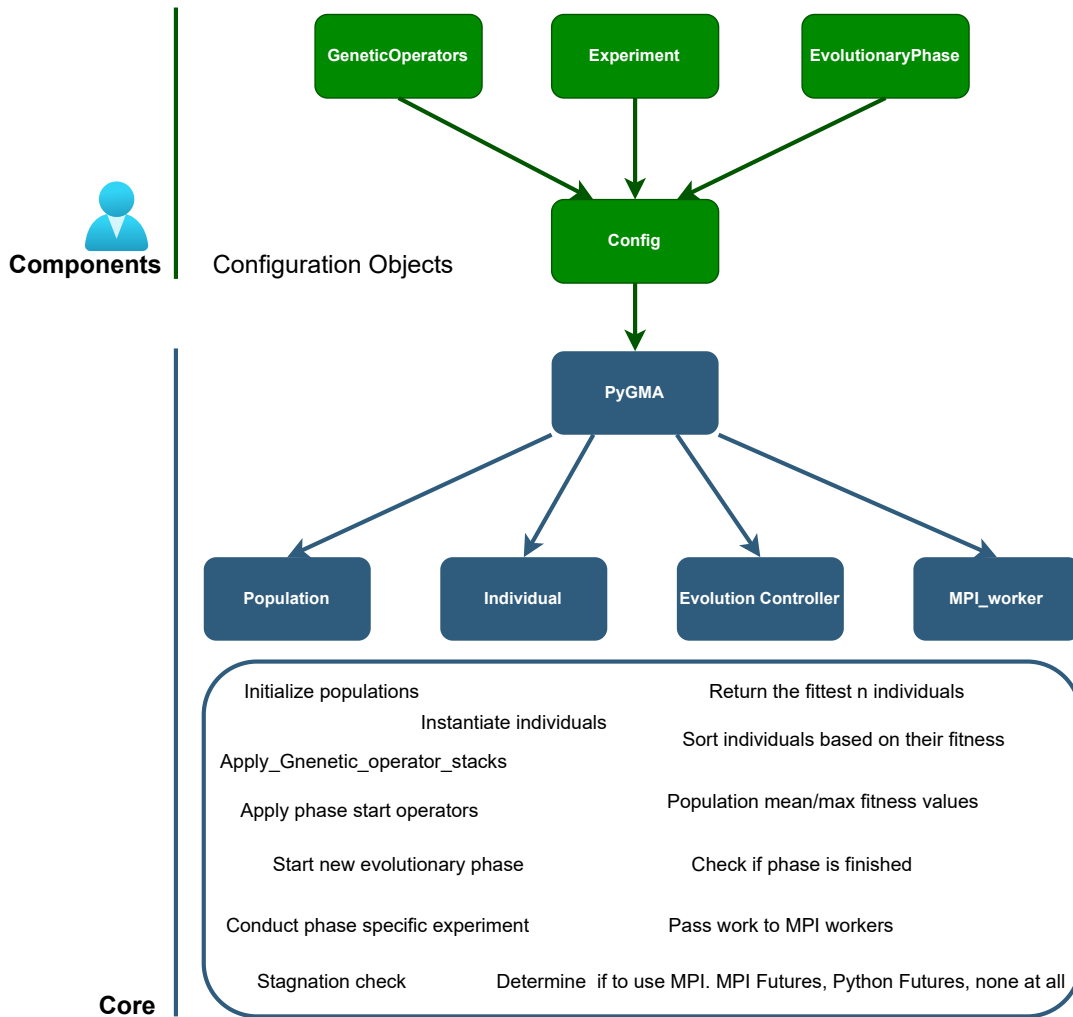 GeneticOperators
Experiment
EvolutionaryPhase
Config
Components
Configuration Objects
PyGMA
Population
Individual
Evolution Controller
MPI_worker
Initialize populations
Return the fittest n individuals
Instantiate individuals
Sort individuals based on their fitness
Apply_Gnenetic_operator_stacks
Population mean/max fitness values
Apply phase start operators
Start new evolutionary phase
Check if phase is finished
Conduct phase specific experiment
Pass work to MPI workers
Stagnation check
Determine  if to use MPI. MPI Futures, Python Futures, none at all
Core